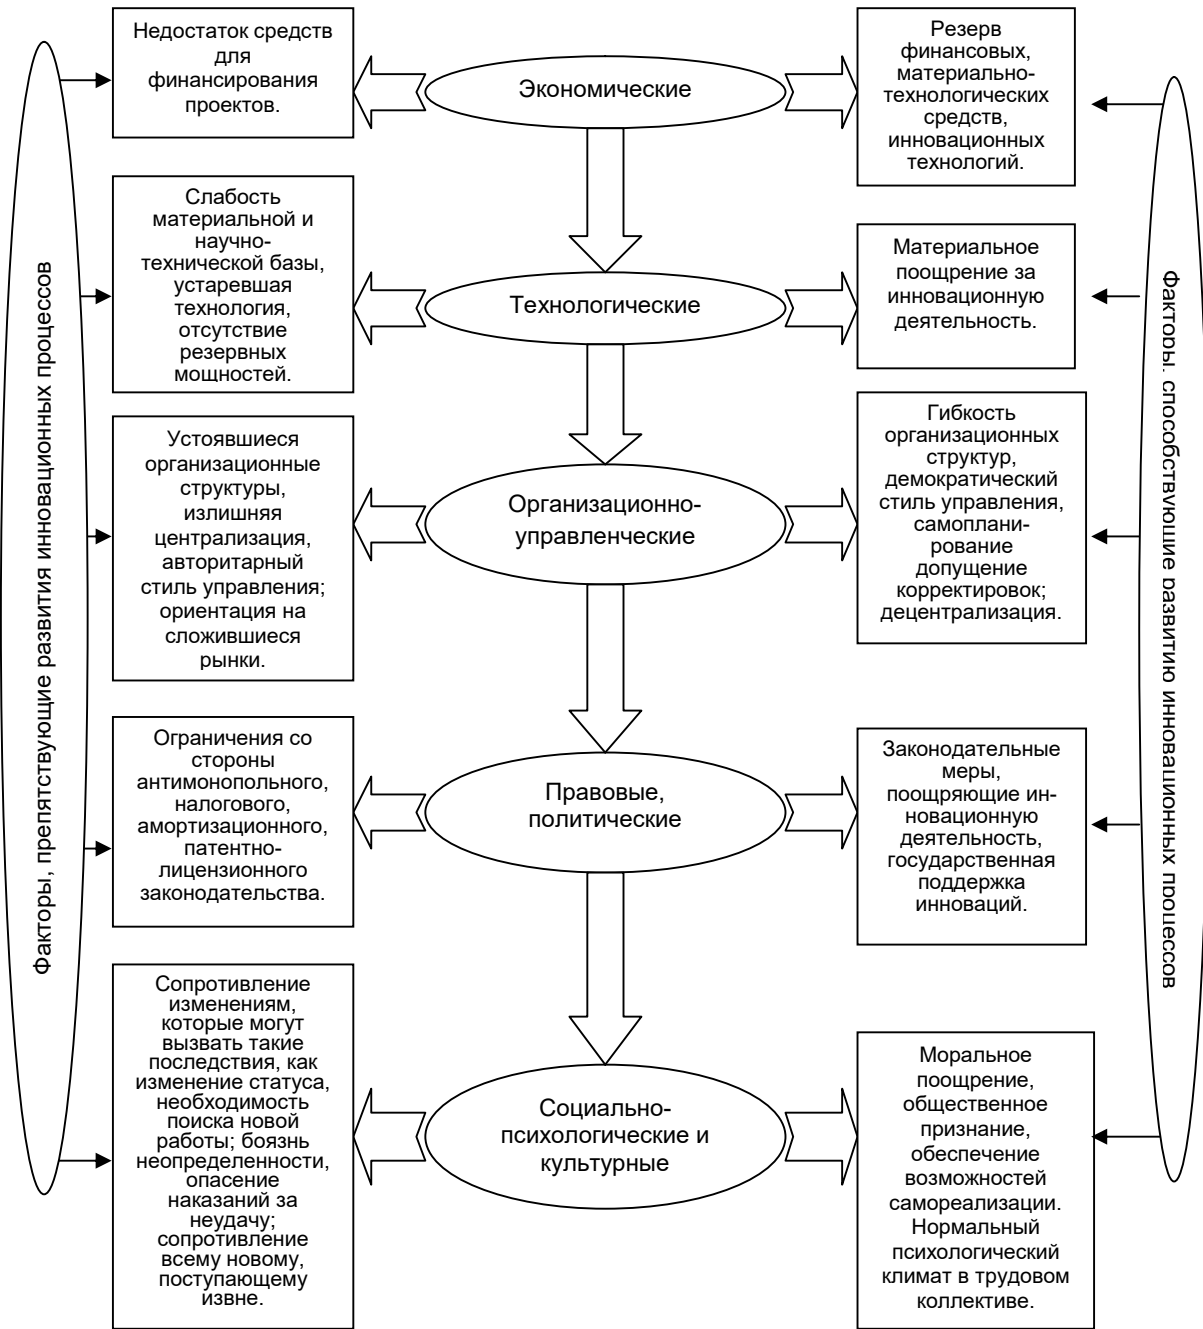 Факторы, препятствующие развития инновационных процессов
Недостаток средств
для
финансирования
проектов.
Экономические
Резерв
финансовых,
материально-
технологических
средств,
инновационных
технологий.
Слабость
материальной и
научно-
технической базы,
устаревшая
технология,
отсутствие
резервных
мощностей.
Технологические
Материальное
поощрение за
инновационную
деятельность.
Устоявшиеся
организационные
структуры,
излишняя
централизация,
авторитарный
стиль управления;
ориентация на
сложившиеся
рынки.
Организационно-
управленческие
Гибкость
организационных
структур,
демократический
стиль управления,
самоплани-
рование
допущение
корректировок;
децентрализация.
Ограничения со
стороны
антимонопольного,
налогового,
амортизационного,
патентно-
лицензионного
законодательства.
Правовые,
политические
Законодательные
меры,
поощряющие ин-
новационную
деятельность,
государственная
поддержка
инноваций.
Сопротивление
изменениям,
которые могут
вызвать такие
последствия, как
изменение статуса,
необходимость
поиска новой
работы; боязнь
неопределенности,
опасение
наказаний за
неудачу;
сопротивление
всему новому,
поступающему
извне.
Социально-
психологические и
культурные
Моральное
поощрение,
общественное
признание,
обеспечение
возможностей
самореализации.
Нормальный
психологический
климат в трудовом
коллективе.
Факторы, способствующие развитию инновационных процессов